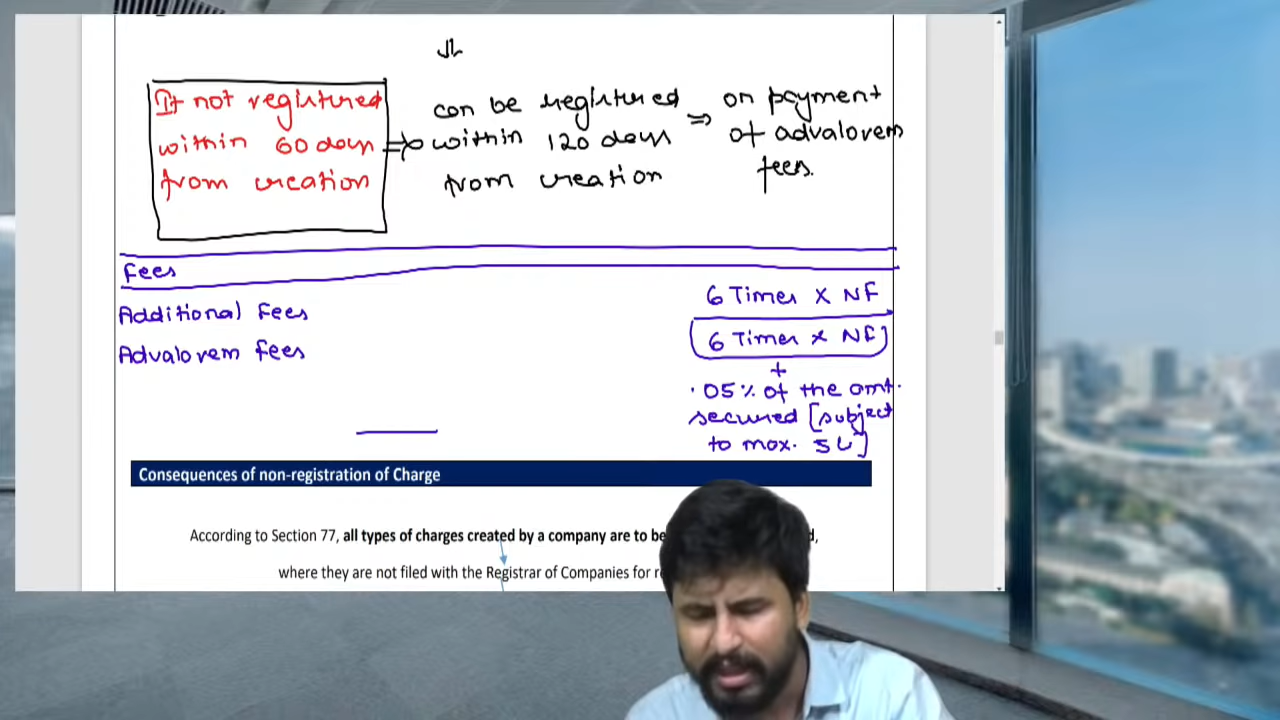 If not registered
within 60 days
from creation
can be registered
within 120 days
from creation
on payment
of advalorem
fees.
Fees
Additional Fees
6 Times X NF
Advalorem fees
6 Times X NF
+
.05% of the amt.
secured [subject
to max. 5L]
Consequences of non-registration of Charge
According to Section 77, all types of charges created by a company are to be
where they are not filed with the Registrar of Companies for